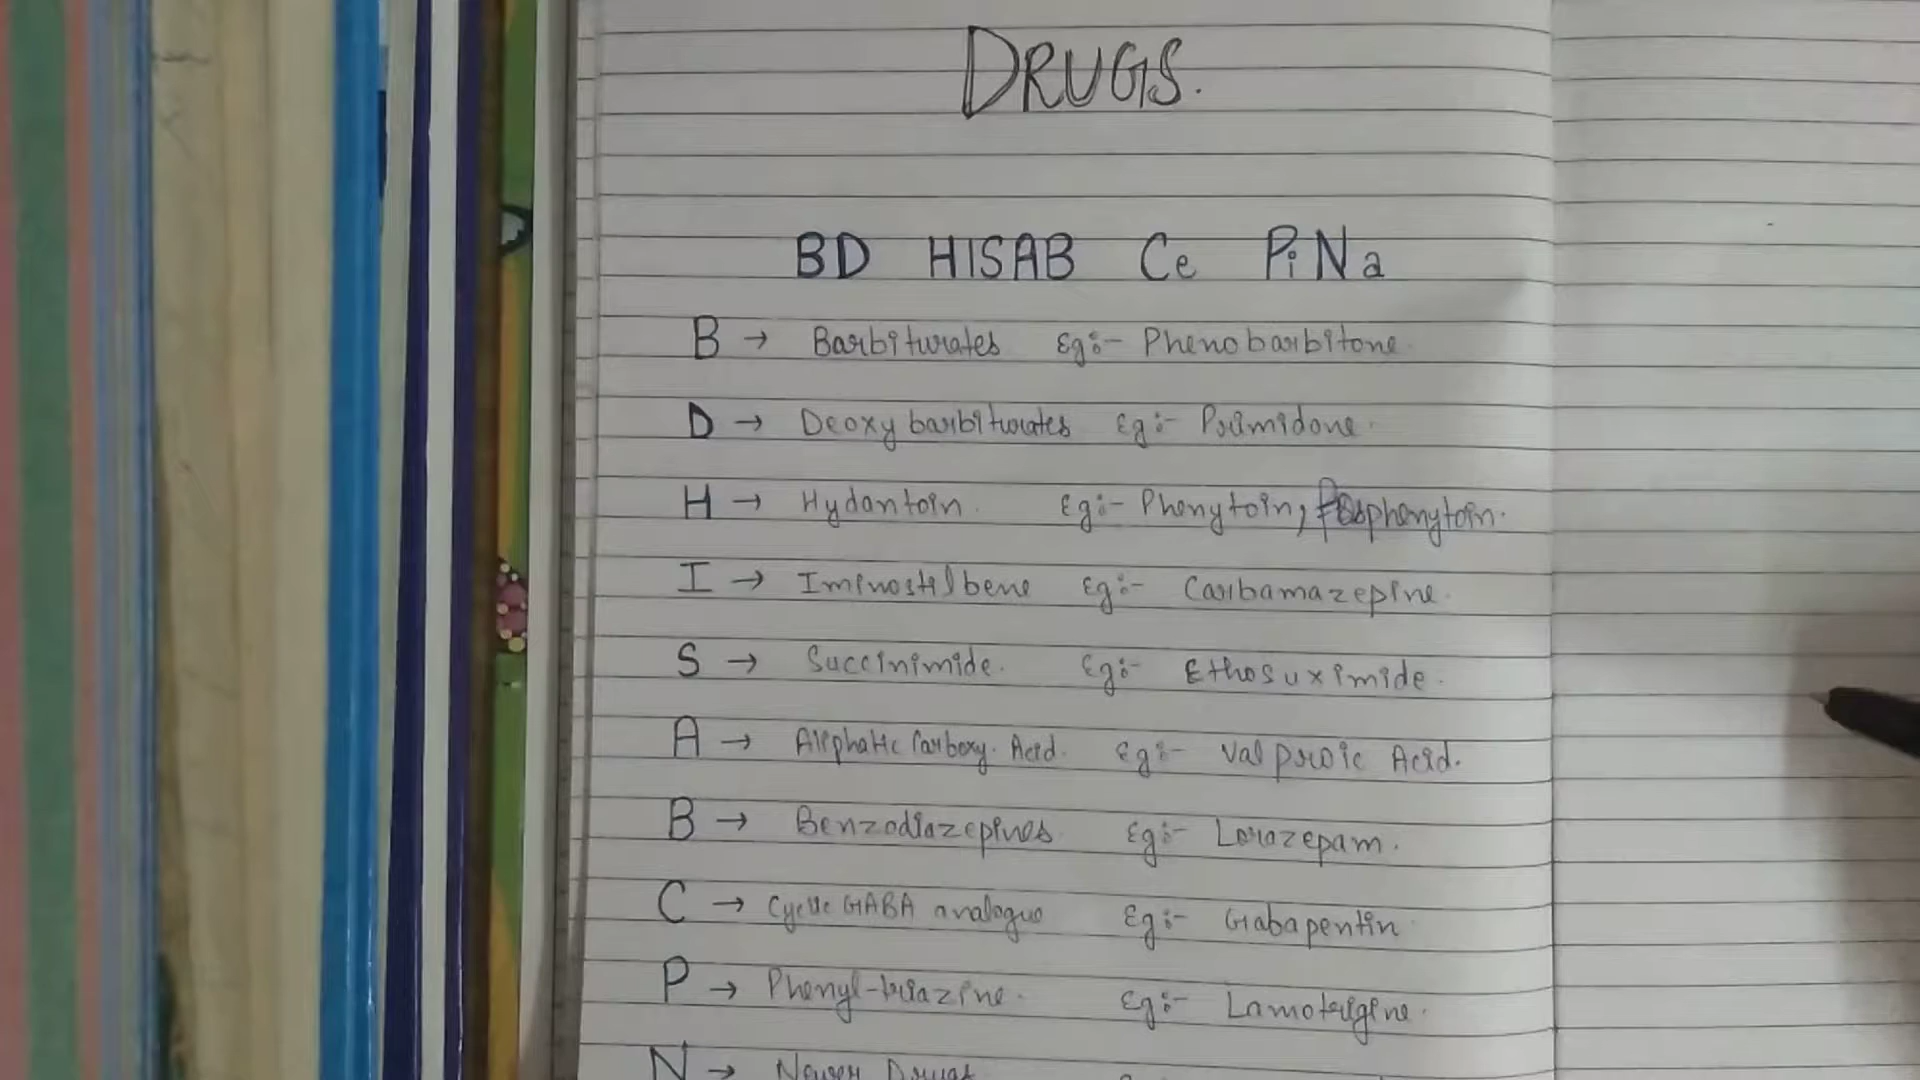 DRUGS.
BD HISAB Ce PiNa
B → Barbiturates Eg:- Phenobarbitone
D → Deoxy barbiturates Eg:- Primidone.
H → Hydantoin. Eg:- Phenytoin, Fosphenytoin.
I → Iminostilbene Eg:- Carbamazepine.
S → Succinimide. Eg:- Ethosuximide.
A → Aliphatic Carboxy. Acid. Eg:- Valproic Acid.
B → Benzodiazepines Eg:- Lorazepam.
C → Cyclic GABA analogue Eg:- Gabapentin
P → Phenyl-triazine. Eg:- Lamotrigine.
N → Newer Drugs